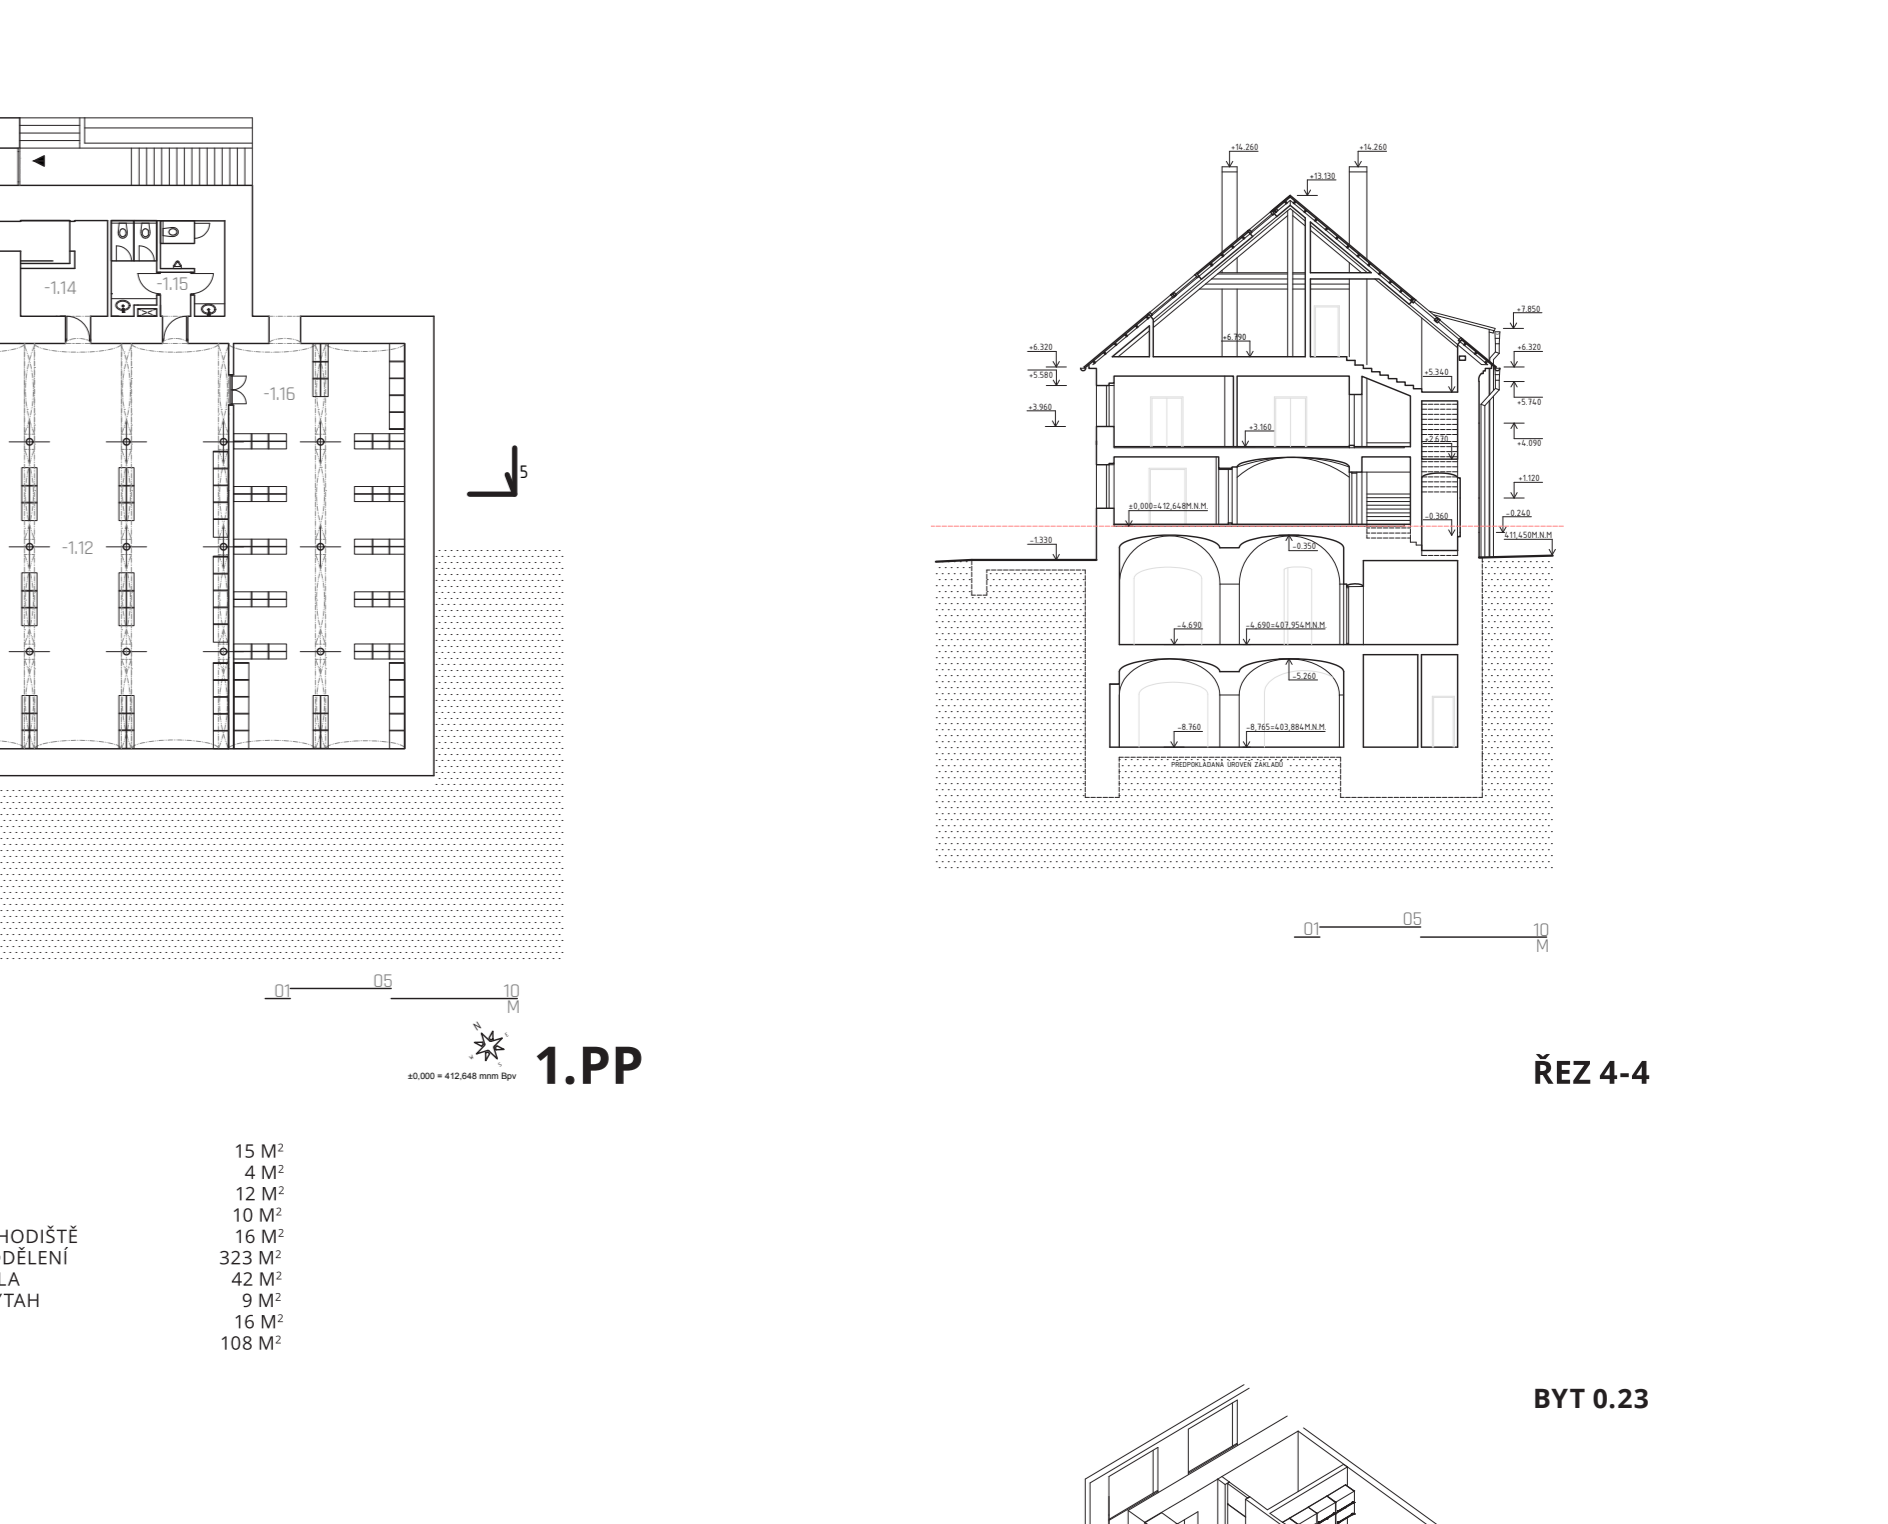 -1.14
-1.15
-1.16
-1.12
5
01
05
10
M
N
E
S
±0,000 = 412,648 mnm Bpv
1.PP
15 M²
4 M²
12 M²
10 M²
HODIŠTĚ 16 M²
DDĚLENÍ 323 M²
LA 42 M²
YTAH 9 M²
16 M²
108 M²
+14.260
+14.260
+13.130
+7.850
+6.320
+6.790
+6.320
+5.580
+5.340
+5.740
+3.960
+3.160
+2.670
+4.090
+1.120
±0,000=412,648M.N.M.
-0.360
-0.240
411,450M.N.M
-1.330
-0.350
-4.690
-4.690=407,954M.N.M.
-5.260
-8.760
-8,765=403,884M.N.M.
PŘEDPOKLÁDANÁ ÚROVEŇ ZÁKLADŮ
01
05
10
M
ŘEZ 4-4
BYT 0.23